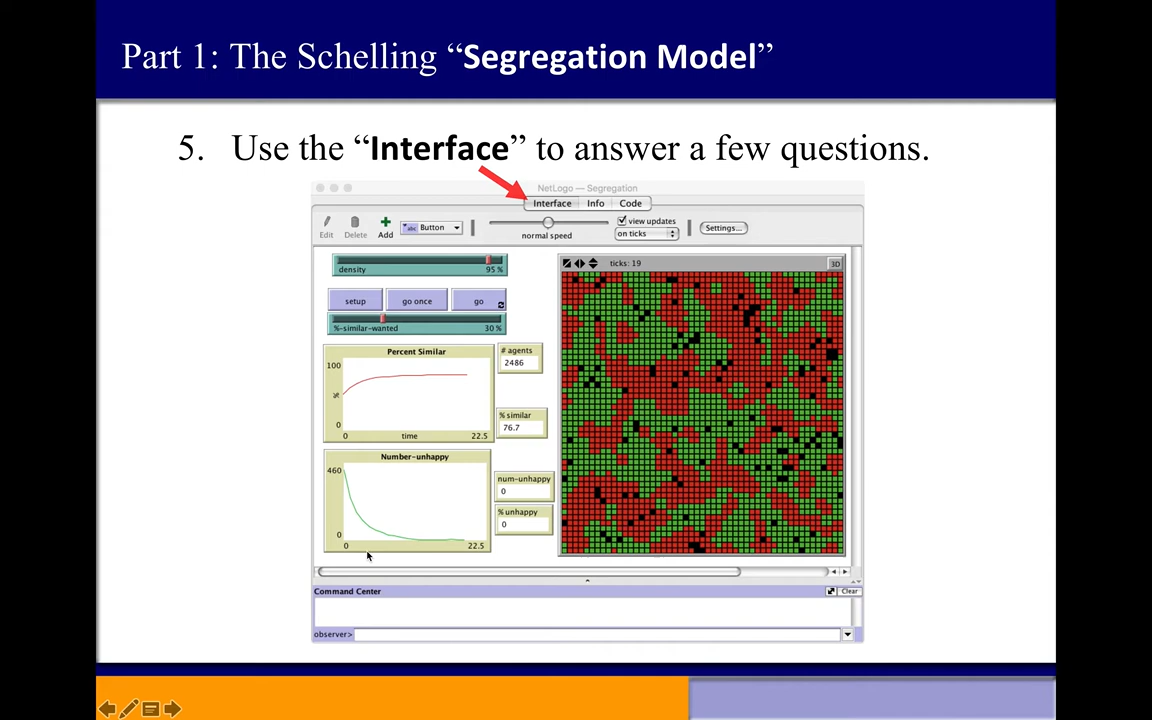 Part 1: The Schelling “Segregation Model”
5. Use the “Interface” to answer a few questions.
NetLogo — Segregation
Interface Info Code
Edit Delete Add abc Button normal speed view updates on ticks Settings...
density 95 %
ticks: 19 3D
setup go once go
%-similar-wanted 30 %
Percent Similar
100
%
0
0 time 22.5
# agents
2486
% similar
76.7
Number-unhappy
460
0
0 22.5
num-unhappy
0
% unhappy
0
Command Center Clear
observer>